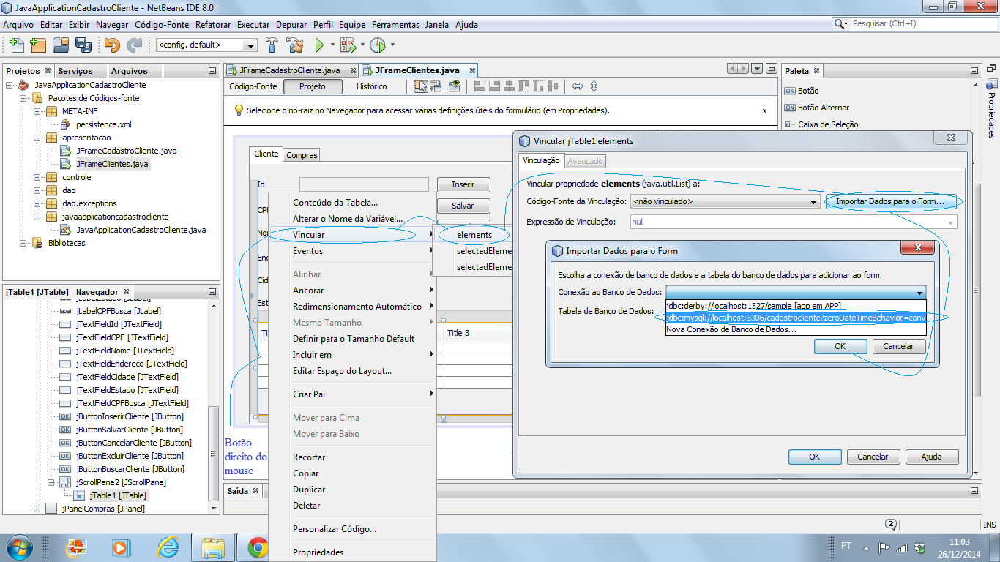 JavaApplicationCadastroCliente - NetBeans IDE 8.0
Arquivo Editar Exibir Navegar Código-Fonte Refatorar Executar Depurar Perfil Equipe Ferramentas Janela Ajuda
Pesquisar (Ctrl+I)
<config. default>
Projetos Serviços Arquivos
JavaApplicationCadastroCliente
Pacotes de Códigos-fonte
META-INF
persistence.xml
apresentacao
JFrameCadastroCliente.java
JFrameClientes.java
controle
dao
dao.exceptions
javaapplicationcadastrocliente
JavaApplicationCadastroCliente.java
Bibliotecas
jTable1 [JTable] - Navegador
jLabelEstado [JLabel]
jLabelCPFBusca [JLabel]
jTextFieldId [JTextField]
jTextFieldCPF [JTextField]
jTextFieldNome [JTextField]
jTextFieldEndereco [JTextField]
jTextFieldCidade [JTextField]
jTextFieldEstado [JTextField]
jTextFieldCPFBusca [JTextField]
jButtonInserirCliente [JButton]
jButtonSalvarCliente [JButton]
jButtonCancelarCliente [JButton]
jButtonExcluirCliente [JButton]
jButtonBuscarCliente [JButton]
jScrollPane2 [JScrollPane]
jTable1 [JTable]
jPanelCompras [JPanel]
JFrameCadastroCliente.java JFrameClientes.java
Código-Fonte Projeto Histórico
Selecione o nó-raiz no Navegador para acessar várias definições úteis do formulário (em Propriedades). x
Cliente Compras
Id
Inserir
Salvar
CP
Nor
End
Cid
Est
Ti
Title 3
Conteúdo da Tabela...
Alterar o Nome da Variável...
Vincular
Eventos
Alinhar
Ancorar
Redimensionamento Automático
Mesmo Tamanho
Definir para o Tamanho Default
Incluir em
Editar Espaço do Layout...
Criar Pai
Mover para Cima
Mover para Baixo
Recortar
Copiar
Duplicar
Deletar
Personalizar Código...
Propriedades
elements
selectedEleme
selectedEleme
Botão
direito do
mouse
Saída
Paleta
Botão
Botão Alternar
Caixa de Seleção
Propriedades
Vincular jTable1.elements
Vinculação Avançado
Vincular propriedade elements (java.util.List) a:
Código-Fonte da Vinculação: <não vinculado> Importar Dados para o Form...
Expressão de Vinculação: null
Importar Dados para o Form
Escolha a conexão de banco de dados e a tabela do banco de dados para adicionar ao form.
Conexão ao Banco de Dados:
Tabela de Banco de Dados:
jdbc:derby://localhost:1527/sample [app em APP]
jdbc:mysql://localhost:3306/cadastrocliente?zeroDateTimeBehavior=conv
Nova Conexão de Banco de Dados...
OK Cancelar
OK Cancelar Ajuda
2
INS
PT
11:03
26/12/2014